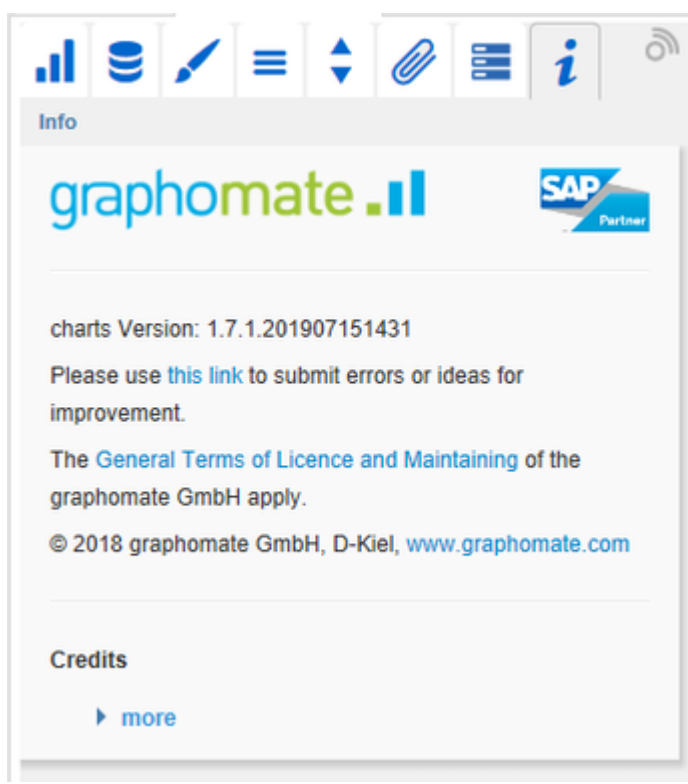 Info
graphomate
SAP
Partner
charts Version: 1.7.1.201907151431
Please use this link to submit errors or ideas for
improvement.
The General Terms of Licence and Maintaining of the
graphomate GmbH apply.
© 2018 graphomate GmbH, D-Kiel, www.graphomate.com
Credits
more